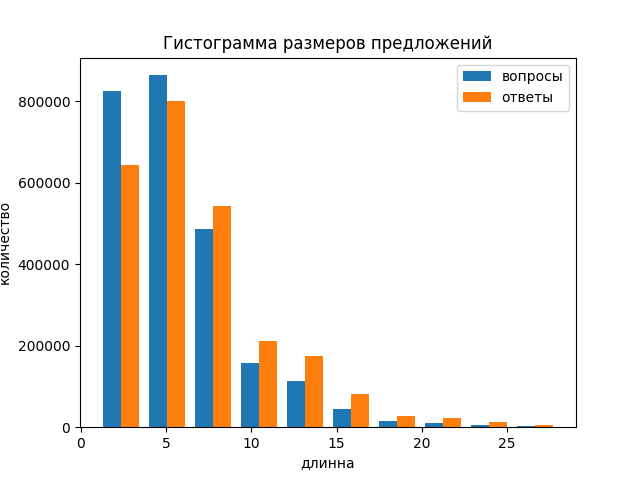 Гистограмма размеров предложений
вопросы
ответы
количество
800000
600000
400000
200000
0
0 5 10 15 20 25
длинна